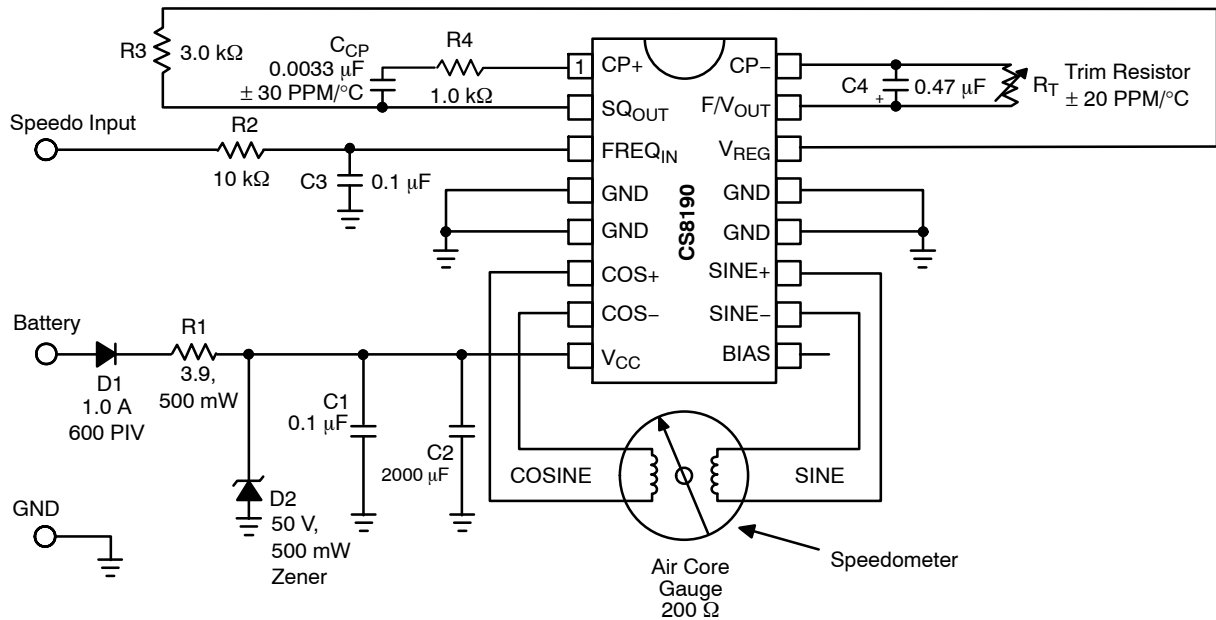 R3
3.0 kΩ
C_CP
0.0033 μF
± 30 PPM/°C
R4
1.0 kΩ
1
CP+
SQ_OUT
FREQ_IN
GND
GND
COS+
COS−
V_CC
CS8190
CP−
F/V_OUT
V_REG
GND
GND
SINE+
SINE−
BIAS
C4
+
0.47 μF
R_T
Trim Resistor
± 20 PPM/°C
Speedo Input
R2
10 kΩ
C3
0.1 μF
Battery
D1
1.0 A
600 PIV
R1
3.9,
500 mW
C1
0.1 μF
C2
2000 μF
D2
50 V,
500 mW
Zener
GND
COSINE
SINE
Speedometer
Air Core
Gauge
200 Ω